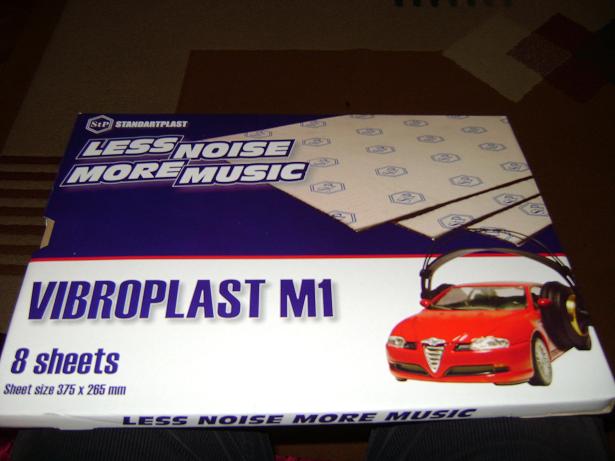 StP STANDARTPLAST
LESS NOISE
MORE MUSIC
VIBROPLAST M1
8 sheets
Sheet size 375 x 265 mm
LESS NOISE MORE MUSIC